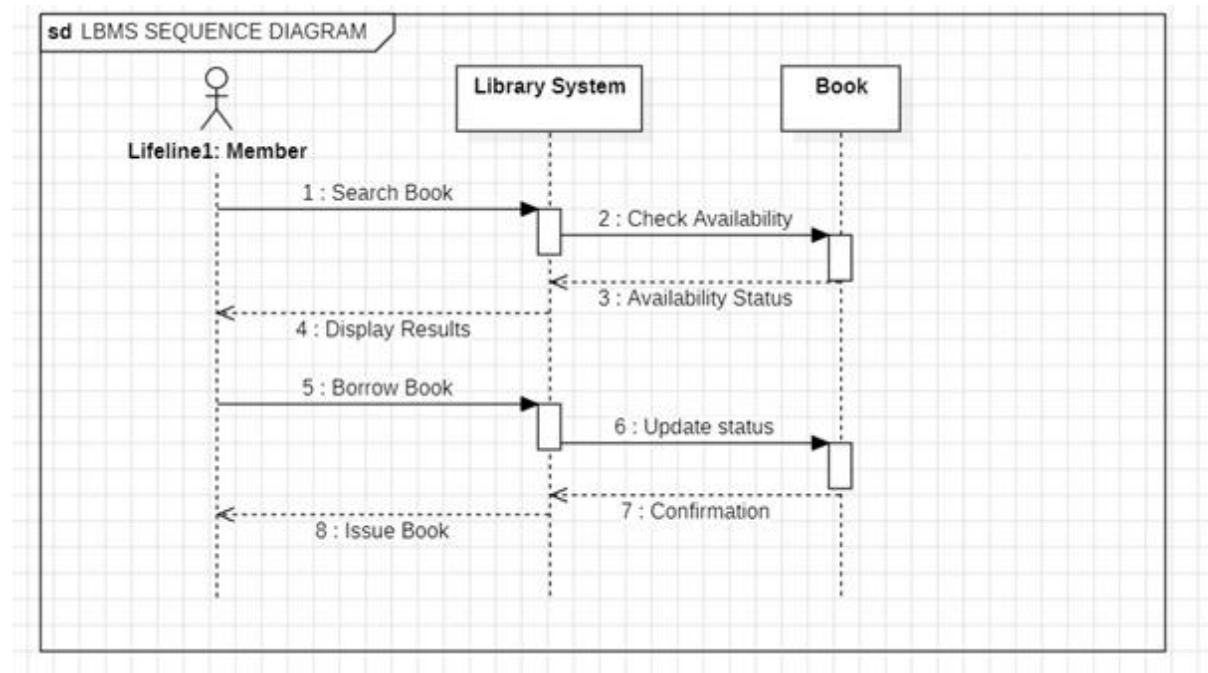 sd LBMS SEQUENCE DIAGRAM
Library System
Book
Lifeline1: Member
1 : Search Book
2 : Check Availability
3 : Availability Status
4 : Display Results
5 : Borrow Book
6 : Update status
7 : Confirmation
8 : Issue Book